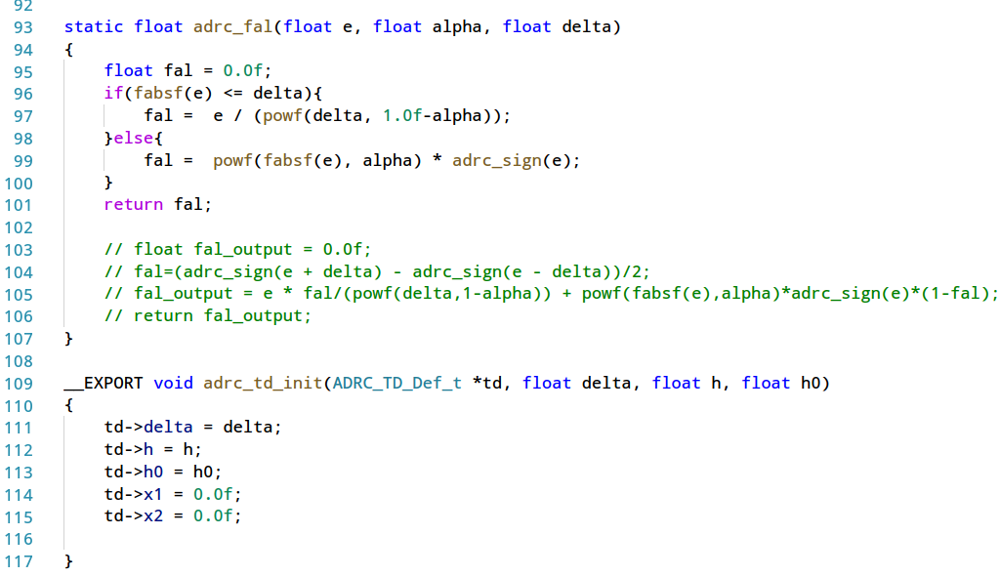 92
93 static float adrc_fal(float e, float alpha, float delta)
94 {
95     float fal = 0.0f;
96     if(fabsf(e) <= delta){
97         fal =  e / (powf(delta, 1.0f-alpha));
98     }else{
99         fal =  powf(fabsf(e), alpha) * adrc_sign(e);
100     }
101     return fal;
102
103     // float fal_output = 0.0f;
104     // fal=(adrc_sign(e + delta) - adrc_sign(e - delta))/2;
105     // fal_output = e * fal/(powf(delta,1-alpha)) + powf(fabsf(e),alpha)*adrc_sign(e)*(1-fal);
106     // return fal_output;
107 }
108
109 __EXPORT void adrc_td_init(ADRC_TD_Def_t *td, float delta, float h, float h0)
110 {
111     td->delta = delta;
112     td->h = h;
113     td->h0 = h0;
114     td->x1 = 0.0f;
115     td->x2 = 0.0f;
116
117 }